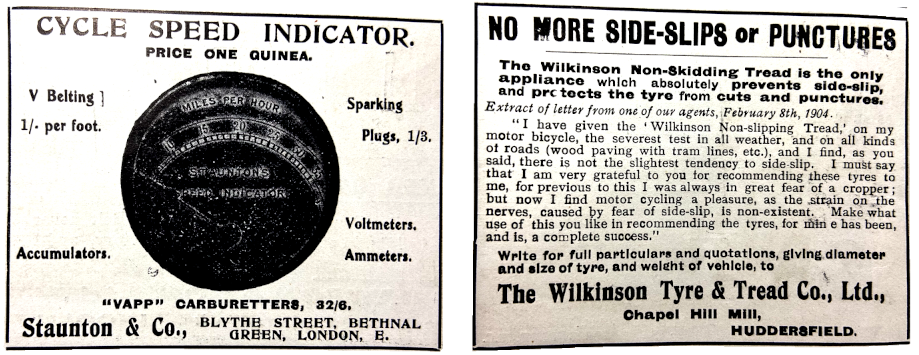 CYCLE SPEED INDICATOR.
PRICE ONE GUINEA.
V Belting
1/- per foot.
Sparking
Plugs, 1/3.
MILES PER HOUR
10 15 20 25 30
STAUNTON'S
SPEED INDICATOR
Voltmeters.
Accumulators.
Ammeters.
"VAPP" CARBURETTERS, 32/6.
Staunton & Co., BLYTHE STREET, BETHNAL
GREEN, LONDON, E.
NO MORE SIDE-SLIPS or PUNCTURES
The Wilkinson Non-Skidding Tread is the only
appliance which absolutely prevents side-slip,
and protects the tyre from cuts and punctures.
Extract of letter from one of our agents, February 8th, 1904.
"I have given the 'Wilkinson Non-slipping Tread,' on my
motor bicycle, the severest test in all weather, and on all kinds
of roads (wood paving with tram lines, etc.), and I find, as you
said, there is not the slightest tendency to side-slip. I must say
that I am very grateful to you for recommending these tyres to
me, for previous to this I was always in great fear of a cropper;
but now I find motor cycling a pleasure, as the strain on the
nerves, caused by fear of side-slip, is non-existent. Make what
use of this you like in recommending the tyres, for mine has been,
and is, a complete success."
Write for full particulars and quotations, giving diameter
and size of tyre, and weight of vehicle, to
The Wilkinson Tyre & Tread Co., Ltd.,
Chapel Hill Mill,
HUDDERSFIELD.